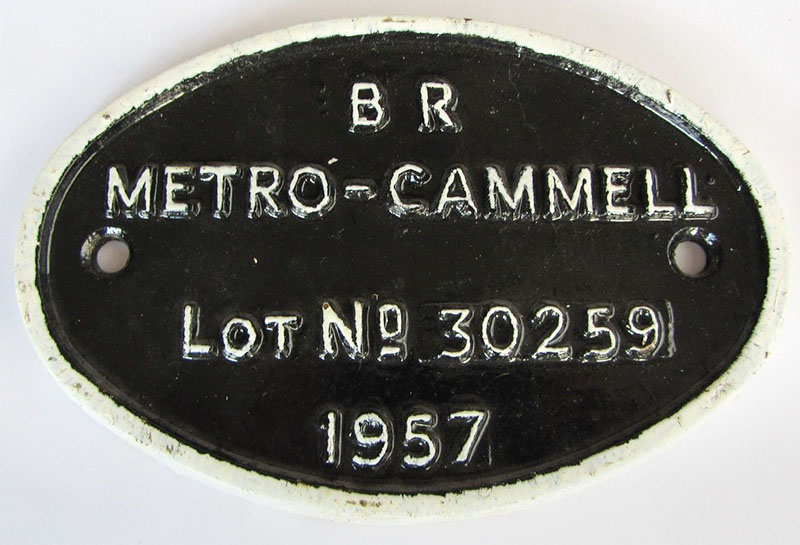 B R
METRO-CAMMELL
LOT Nº 30259
1957